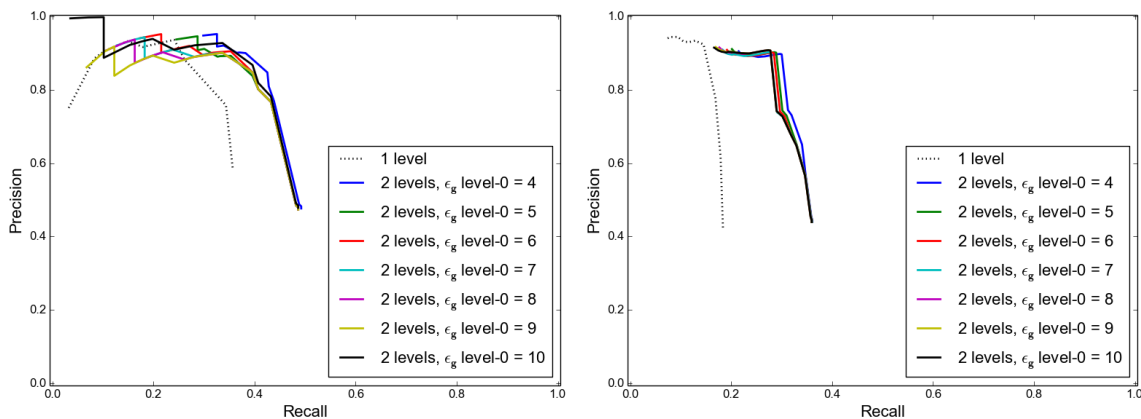 1.0
0.8
0.6
0.4
0.2
0.0
Precision
0.0 0.2 0.4 0.6 0.8 1.0
Recall
1 level
2 levels, ϵg level-0 = 4
2 levels, ϵg level-0 = 5
2 levels, ϵg level-0 = 6
2 levels, ϵg level-0 = 7
2 levels, ϵg level-0 = 8
2 levels, ϵg level-0 = 9
2 levels, ϵg level-0 = 10
1.0
0.8
0.6
0.4
0.2
0.0
Precision
0.0 0.2 0.4 0.6 0.8 1.0
Recall
1 level
2 levels, ϵg level-0 = 4
2 levels, ϵg level-0 = 5
2 levels, ϵg level-0 = 6
2 levels, ϵg level-0 = 7
2 levels, ϵg level-0 = 8
2 levels, ϵg level-0 = 9
2 levels, ϵg level-0 = 10